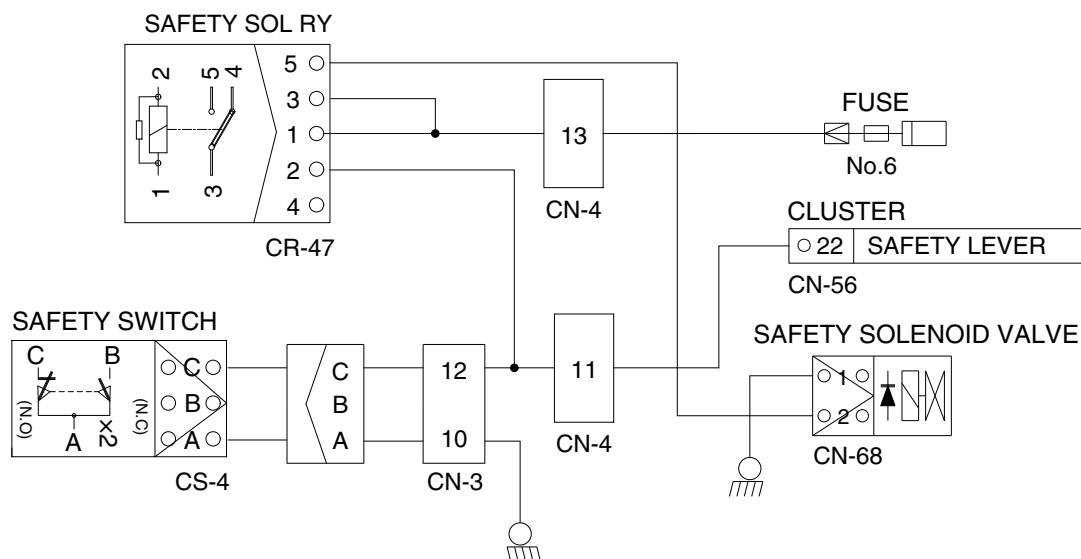 SAFETY SOL RY
2
5 4
1
3
5
3
1
2
4
CR-47
13
CN-4
FUSE
No.6
CLUSTER
22 SAFETY LEVER
CN-56
SAFETY SWITCH
C B
(N.O) (N.C)
A
×2
C
B
A
CS-4
C
B
A
12
10
CN-3
11
CN-4
SAFETY SOLENOID VALVE
1
2
CN-68